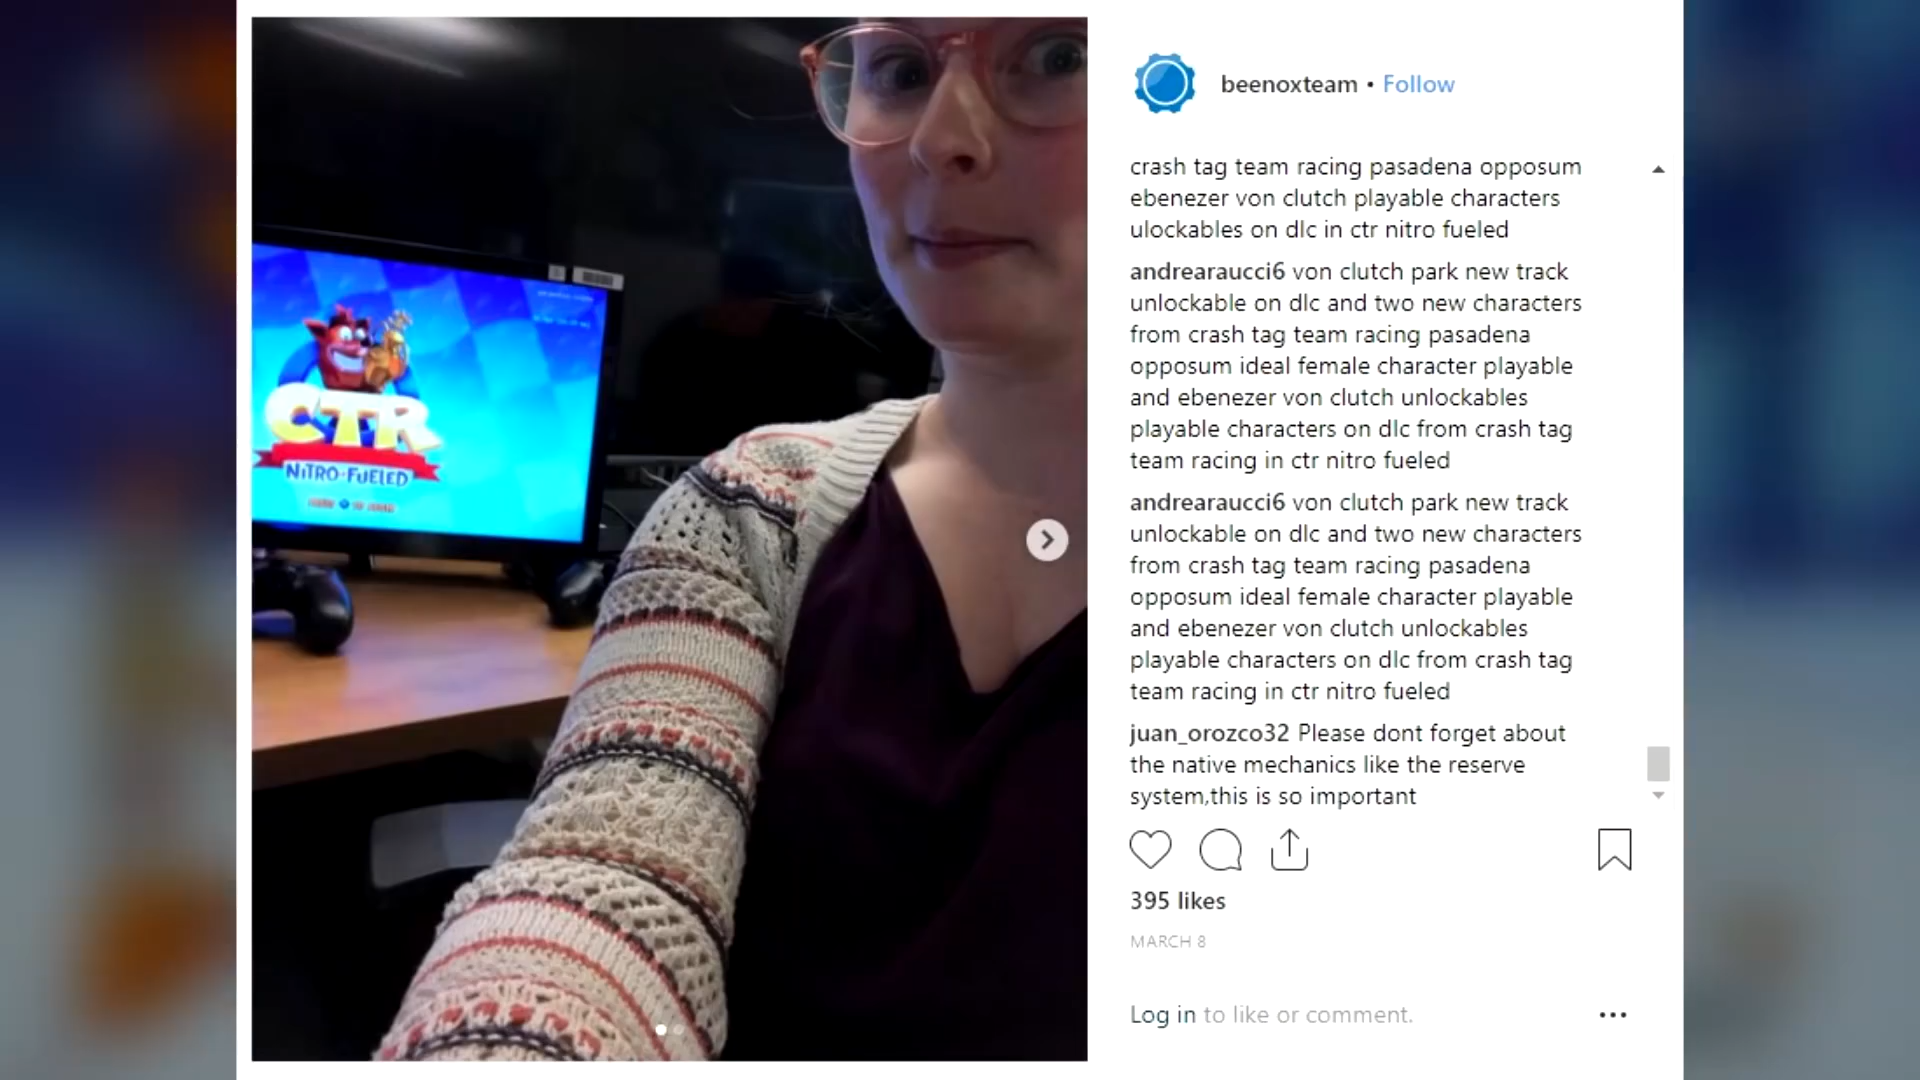 beenoxteam • Follow
crash tag team racing pasadena opposum
ebenezer von clutch playable characters
ulockables on dlc in ctr nitro fueled
andrearaucci6 von clutch park new track
unlockable on dlc and two new characters
from crash tag team racing pasadena
opposum ideal female character playable
and ebenezer von clutch unlockables
playable characters on dlc from crash tag
team racing in ctr nitro fueled
andrearaucci6 von clutch park new track
unlockable on dlc and two new characters
from crash tag team racing pasadena
opposum ideal female character playable
and ebenezer von clutch unlockables
playable characters on dlc from crash tag
team racing in ctr nitro fueled
juan_orozco32 Please dont forget about
the native mechanics like the reserve
system,this is so important
395 likes
MARCH 8
Log in to like or comment.
CTR
NITRO-FUELED